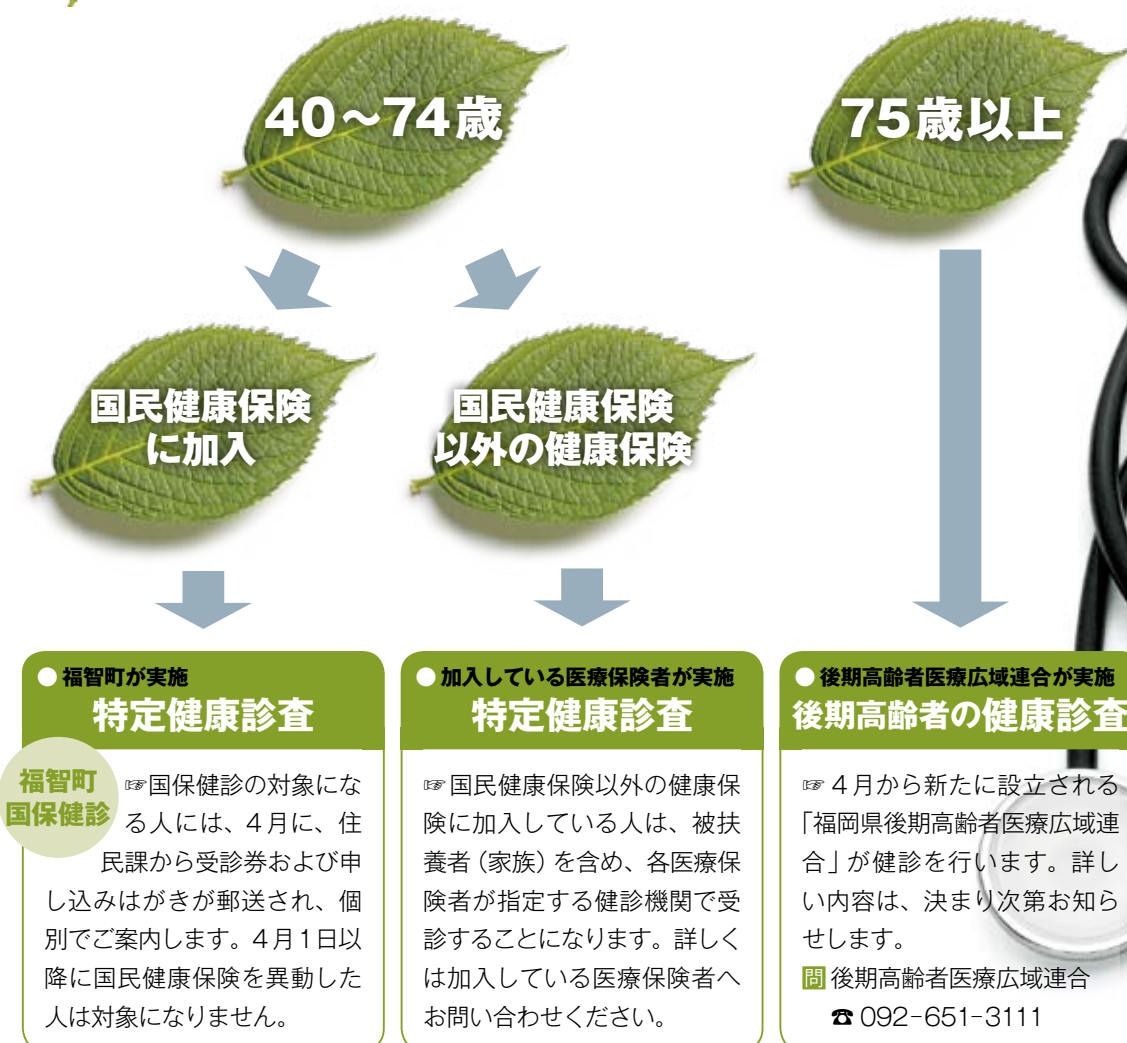 40～74歳
75歳以上
国民健康保険
に加入
国民健康保険
以外の健康保険
●福智町が実施
特定健康診査
福智町
国保健診
☞国保健診の対象にな
る人には、4月に、住
民課から受診券および申
し込みはがきが郵送され、個
別でご案内します。4月1日以
降に国民健康保険を異動した
人は対象になりません。
●加入している医療保険者が実施
特定健康診査
☞国民健康保険以外の健康保
険に加入している人は、被扶
養者（家族）を含め、各医療保
険者が指定する健診機関で受
診することになります。詳しく
は加入している医療保険者へ
お問い合わせください。
●後期高齢者医療広域連合が実施
後期高齢者の健康診査
☞4月から新たに設立される
「福岡県後期高齢者医療広域連
合」が健診を行います。詳し
い内容は、決まり次第お知ら
せします。
問 後期高齢者医療広域連合
☎ 092-651-3111